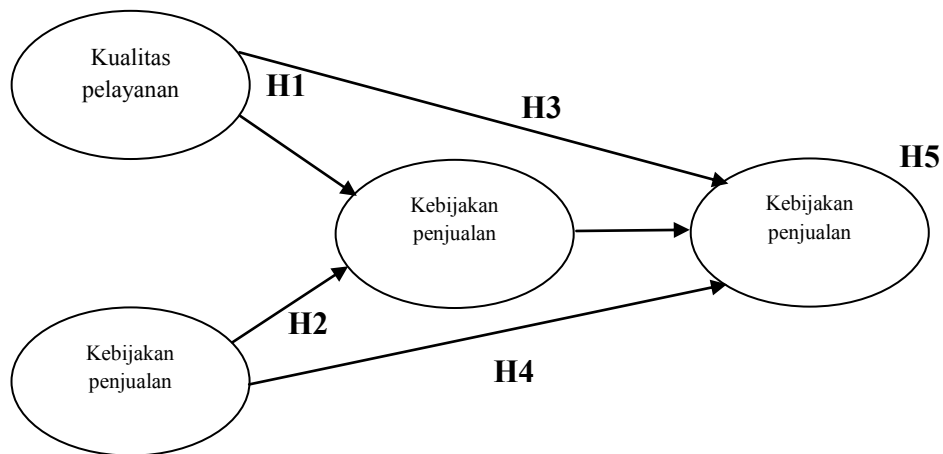 Kualitas
pelayanan
H1
H3
H5
Kebijakan
penjualan
Kebijakan
penjualan
H2
Kebijakan
penjualan
H4